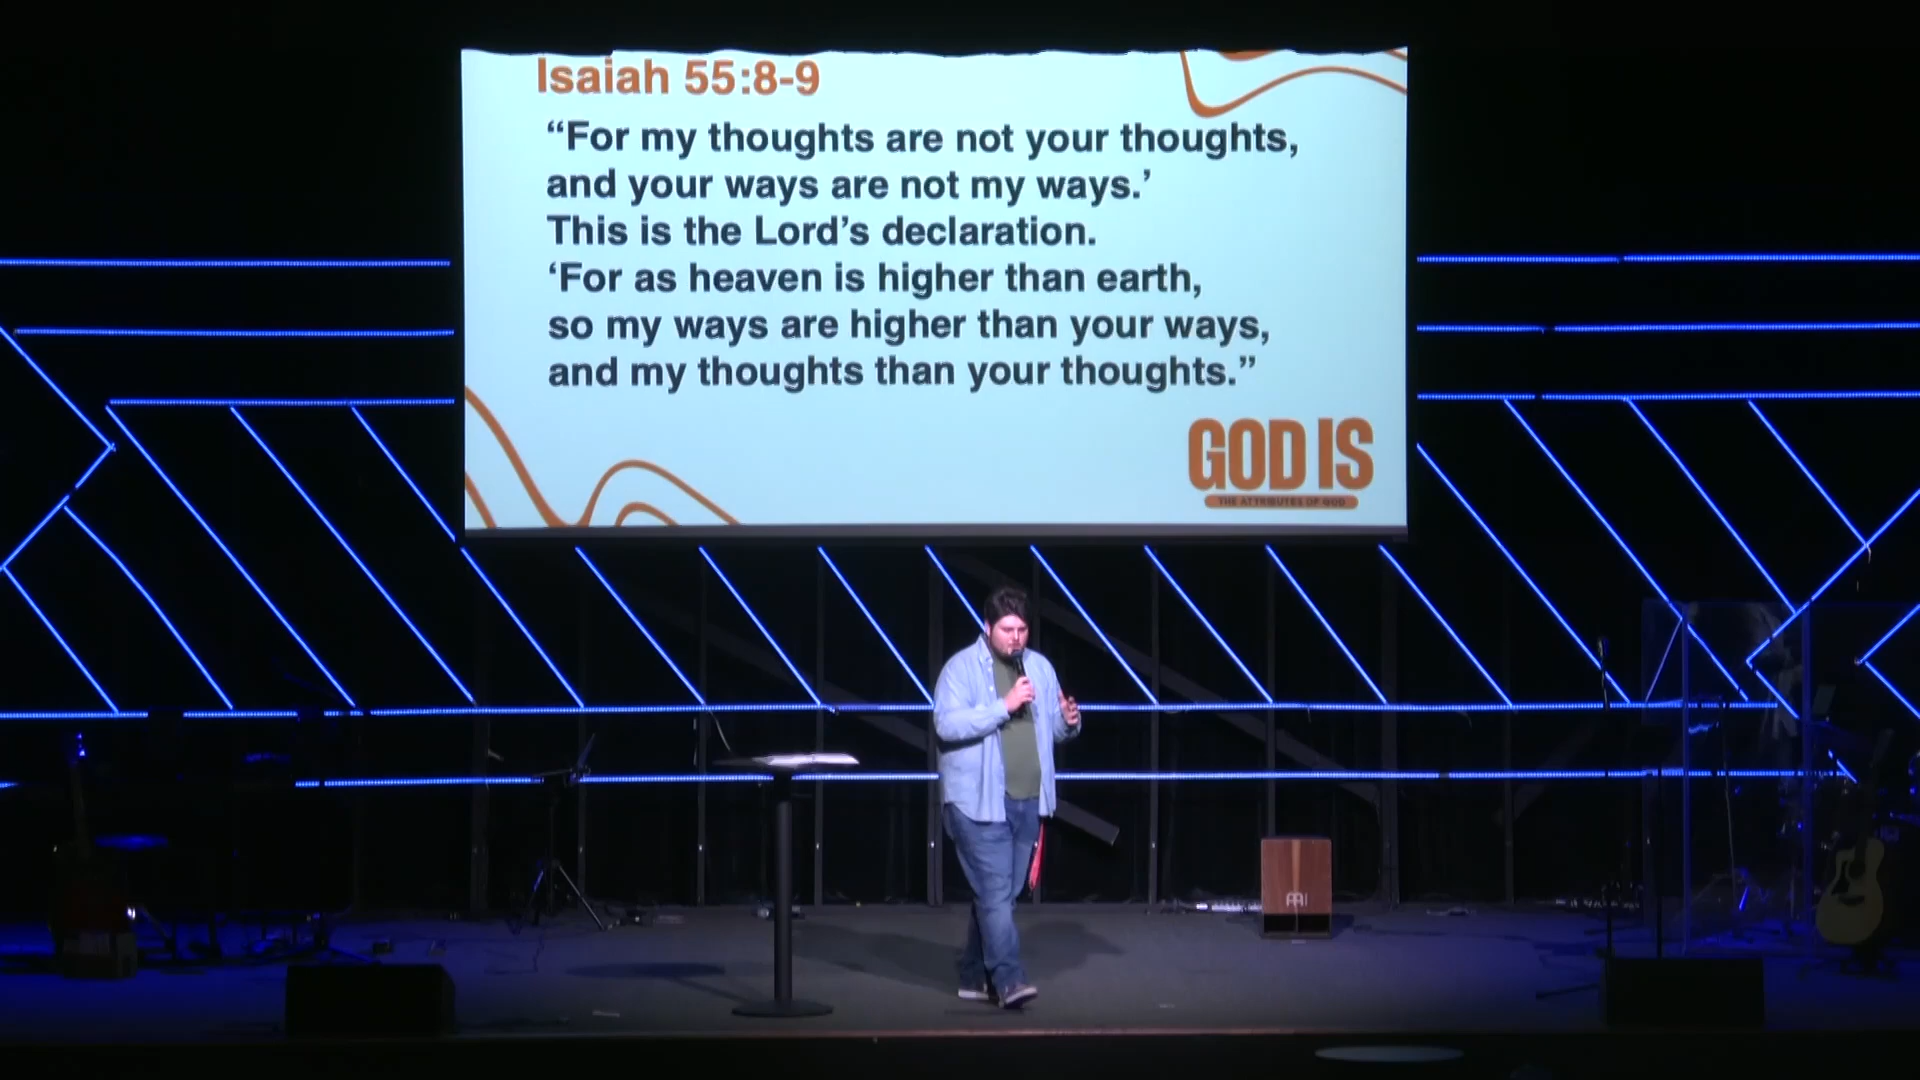 Isaiah 55:8-9
“For my thoughts are not your thoughts,
and your ways are not my ways.’
This is the Lord’s declaration.
‘For as heaven is higher than earth,
so my ways are higher than your ways,
and my thoughts than your thoughts.”
GOD IS
THE ATTRIBUTES OF GOD